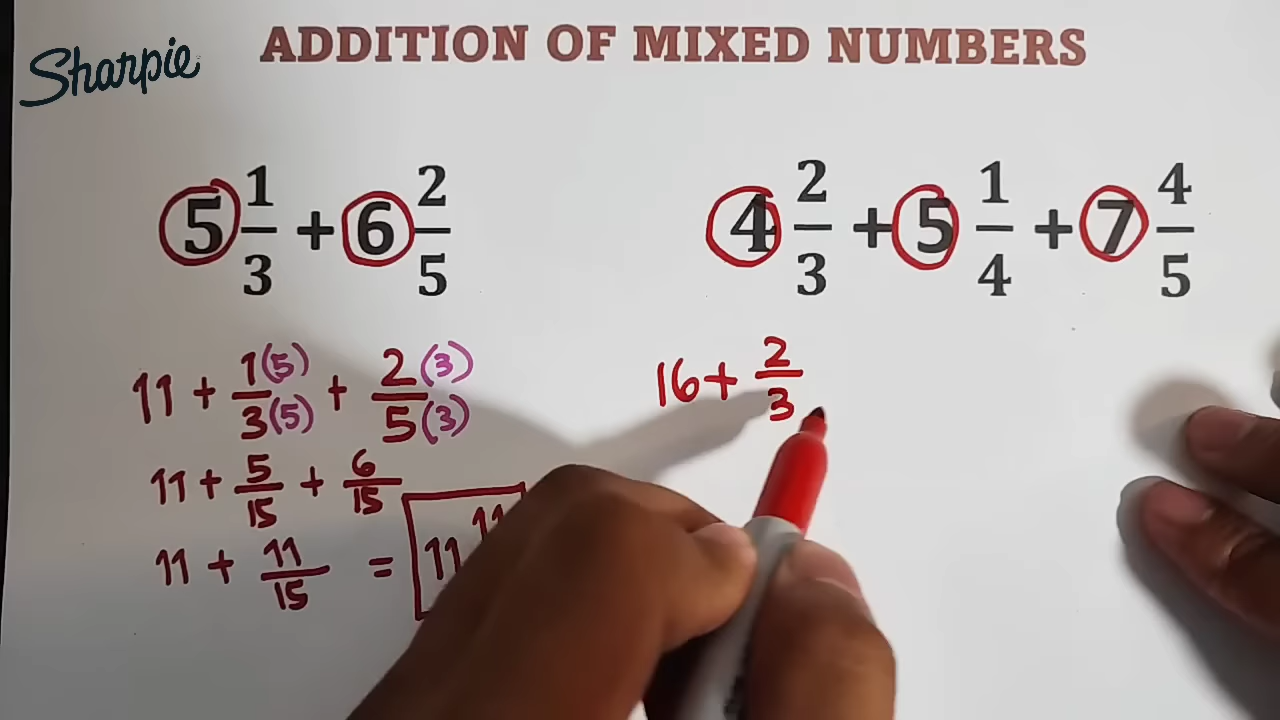 Sharpie
ADDITION OF MIXED NUMBERS
5 1/3 + 6 2/5
4 2/3 + 5 1/4 + 7 4/5
11 + 1(5)/3(5) + 2(3)/5(3)
11 + 5/15 + 6/15
11 + 11/15 = 11 11
16 + 2/3